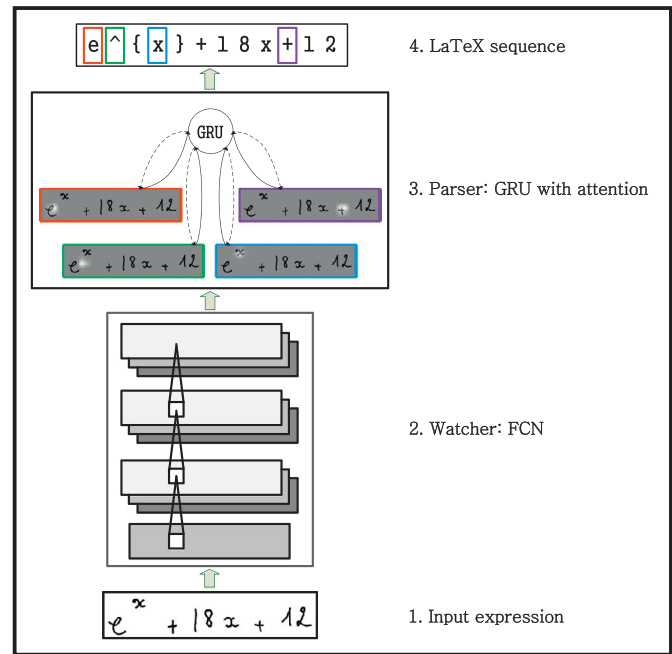 e ^ { x } + 1 8 x + 1 2
4. LaTeX sequence
GRU
e^x + 18x + 12
e^x + 18x + 12
3. Parser: GRU with attention
e^x + 18x + 12
e^x + 18x + 12
2. Watcher: FCN
e^x + 18x + 12
1. Input expression